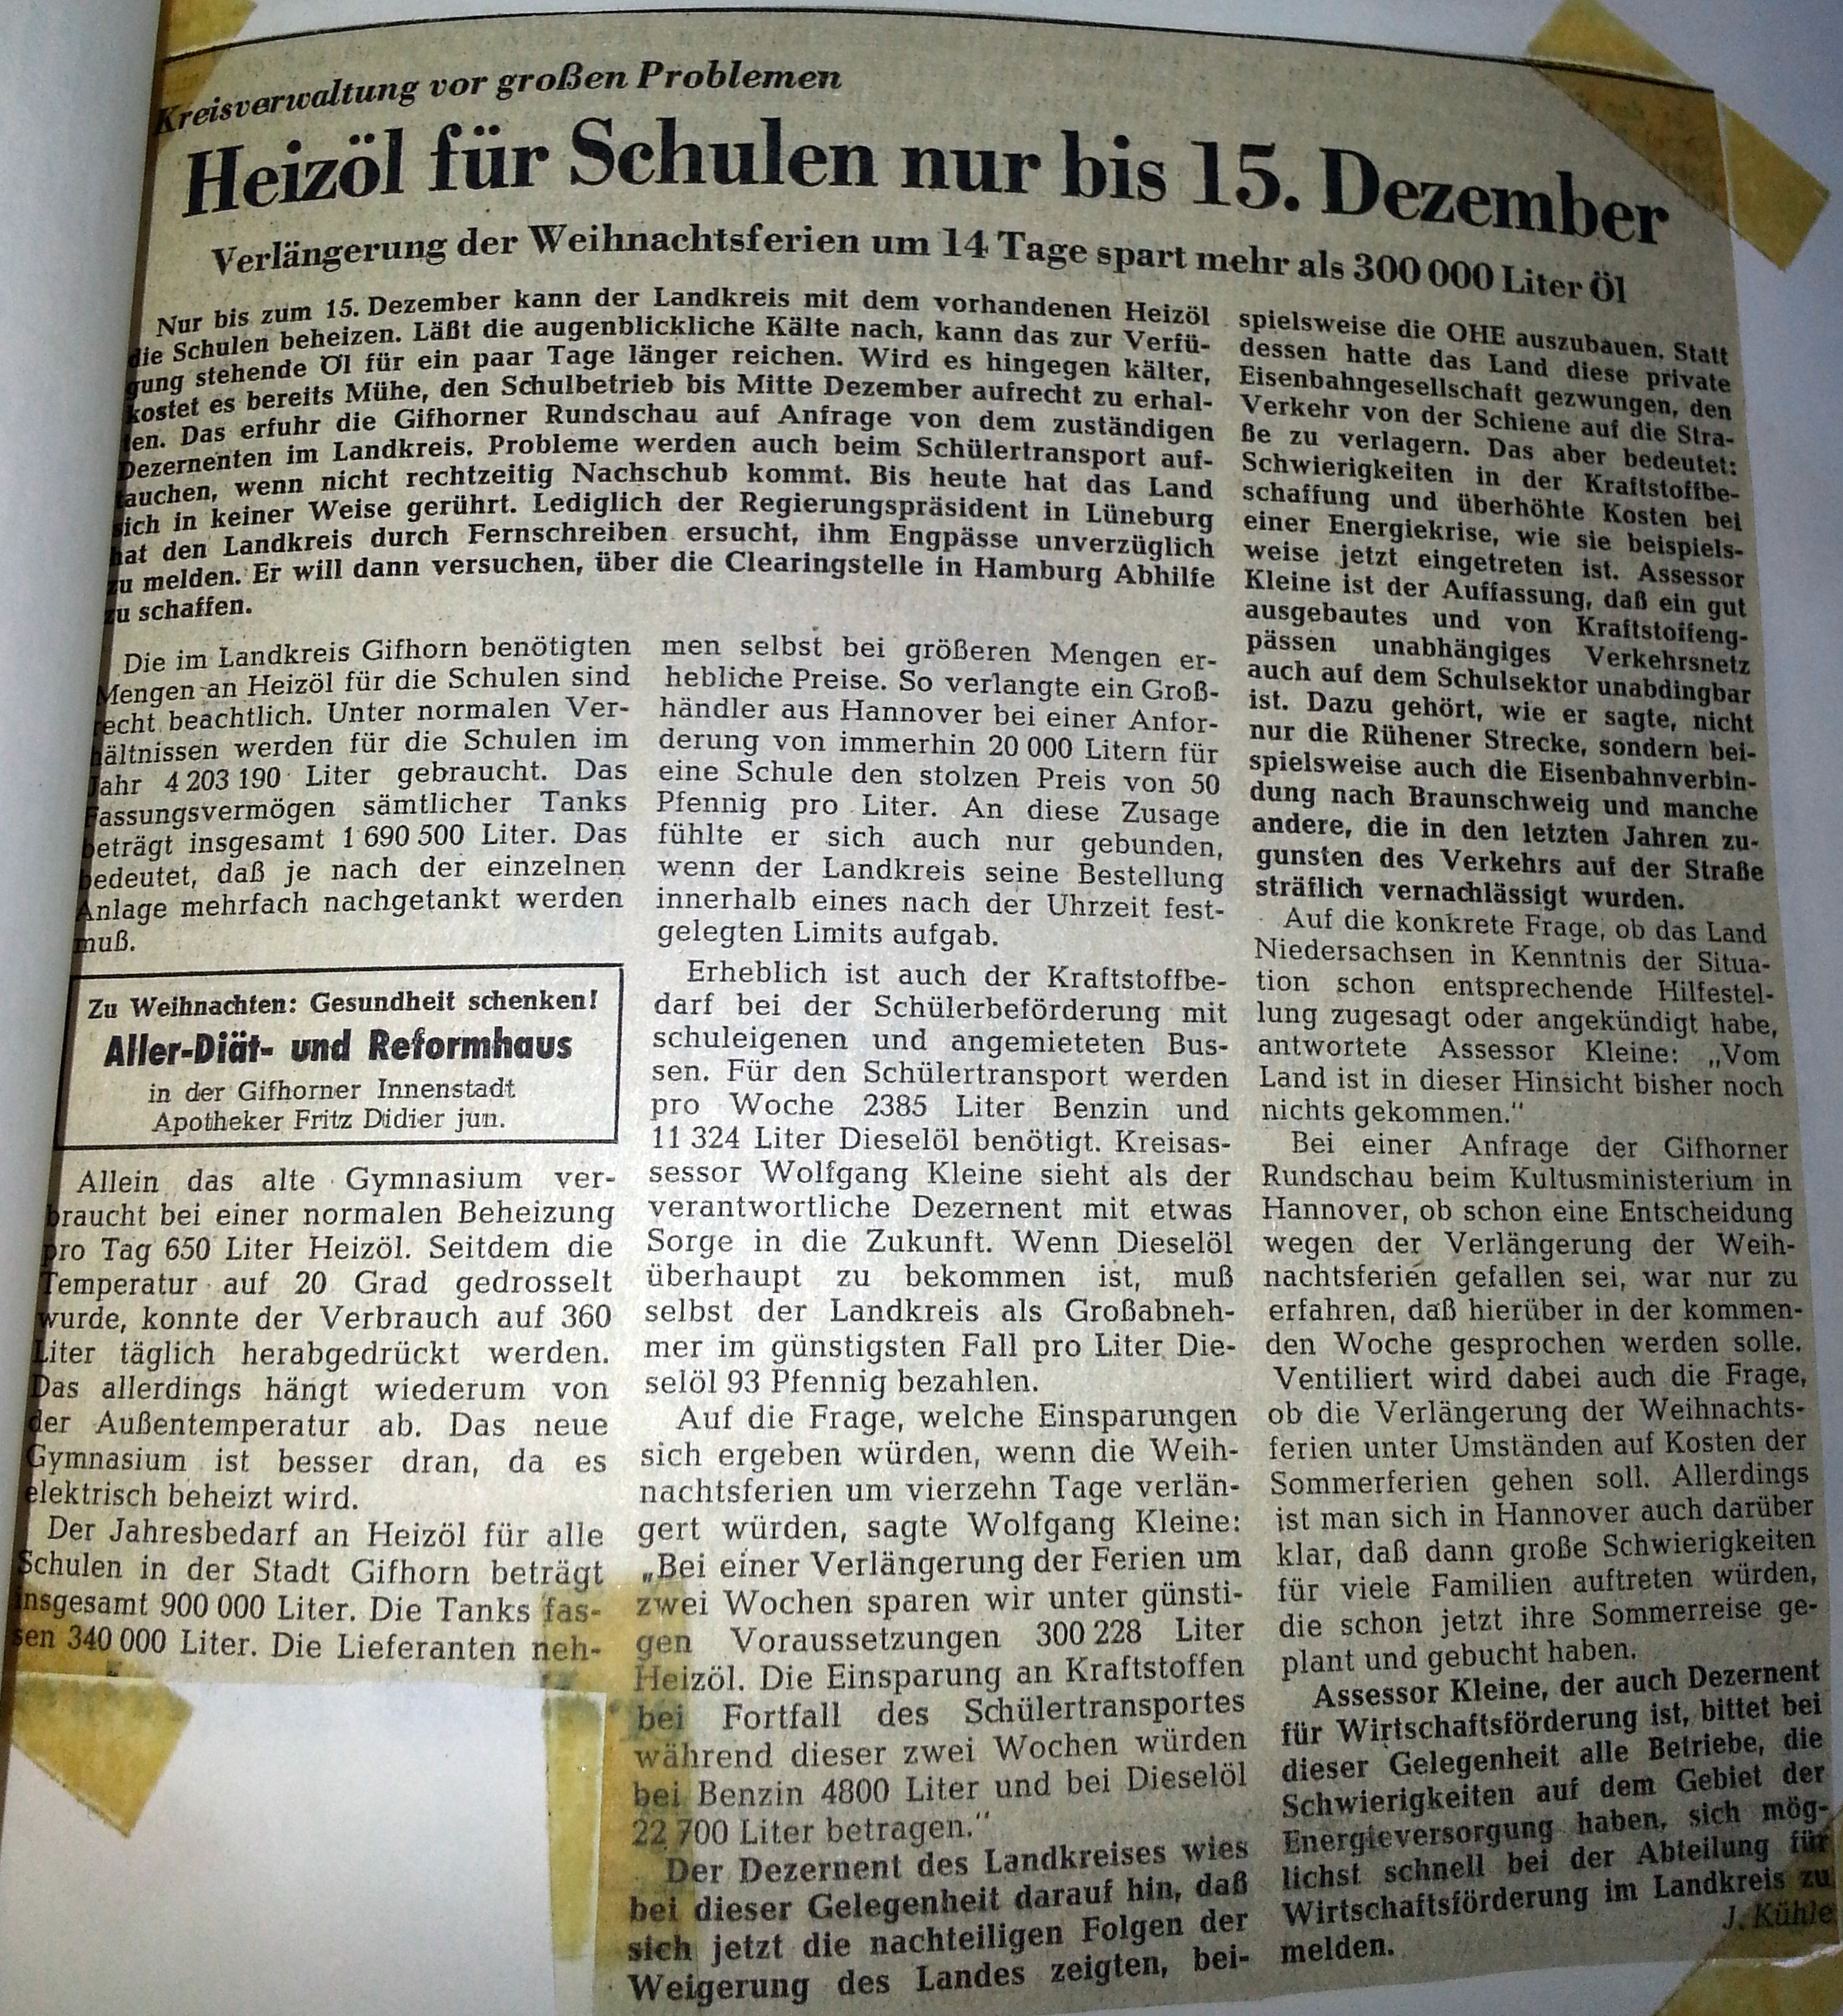 Kreisverwaltung vor großen Problemen
Heizöl für Schulen nur bis 15. Dezember
Verlängerung der Weihnachtsferien um 14 Tage spart mehr als 300 000 Liter Öl
Nur bis zum 15. Dezember kann der Landkreis mit dem vorhandenen Heizöl
die Schulen beheizen. Läßt die augenblickliche Kälte nach, kann das zur Verfü-
gung stehende Öl für ein paar Tage länger reichen. Wird es hingegen kälter,
kostet es bereits Mühe, den Schulbetrieb bis Mitte Dezember aufrecht zu erhal-
ten. Das erfuhr die Gifhorner Rundschau auf Anfrage von dem zuständigen
Dezernenten im Landkreis. Probleme werden auch beim Schülertransport auf-
tauchen, wenn nicht rechtzeitig Nachschub kommt. Bis heute hat das Land
sich in keiner Weise gerührt. Lediglich der Regierungspräsident in Lüneburg
hat den Landkreis durch Fernschreiben ersucht, ihm Engpässe unverzüglich
zu melden. Er will dann versuchen, über die Clearingstelle in Hamburg Abhilfe
zu schaffen.
Die im Landkreis Gifhorn benötigten
Mengen an Heizöl für die Schulen sind
recht beachtlich. Unter normalen Ver-
hältnissen werden für die Schulen im
Jahr 4 203 190 Liter gebraucht. Das
Fassungsvermögen sämtlicher Tanks
beträgt insgesamt 1 690 500 Liter. Das
bedeutet, daß je nach der einzelnen
Anlage mehrfach nachgetankt werden
muß.
Zu Weihnachten: Gesundheit schenken!
Aller-Diät- und Reformhaus
in der Gifhorner Innenstadt
Apotheker Fritz Didier jun.
Allein das alte Gymnasium ver-
braucht bei einer normalen Beheizung
pro Tag 650 Liter Heizöl. Seitdem die
Temperatur auf 20 Grad gedrosselt
wurde, konnte der Verbrauch auf 360
Liter täglich herabgedrückt werden.
Das allerdings hängt wiederum von
der Außentemperatur ab. Das neue
Gymnasium ist besser dran, da es
elektrisch beheizt wird.
Der Jahresbedarf an Heizöl für alle
Schulen in der Stadt Gifhorn beträgt
insgesamt 900 000 Liter. Die Tanks fas-
sen 340 000 Liter. Die Lieferanten neh-
men selbst bei größeren Mengen er-
hebliche Preise. So verlangte ein Groß-
händler aus Hannover bei einer Anfor-
derung von immerhin 20 000 Litern für
eine Schule den stolzen Preis von 50
Pfennig pro Liter. An diese Zusage
fühlte er sich auch nur gebunden,
wenn der Landkreis seine Bestellung
innerhalb eines nach der Uhrzeit fest-
gelegten Limits aufgab.
Erheblich ist auch der Kraftstoffbe-
darf bei der Schülerbeförderung mit
schuleigenen und angemieteten Bus-
sen. Für den Schülertransport werden
pro Woche 2385 Liter Benzin und
11 324 Liter Dieselöl benötigt. Kreisas-
sessor Wolfgang Kleine sieht als der
verantwortliche Dezernent mit etwas
Sorge in die Zukunft. Wenn Dieselöl
überhaupt zu bekommen ist, muß
selbst der Landkreis als Großabneh-
mer im günstigsten Fall pro Liter Die-
selöl 93 Pfennig bezahlen.
Auf die Frage, welche Einsparungen
sich ergeben würden, wenn die Weih-
nachtsferien um vierzehn Tage verlän-
gert würden, sagte Wolfgang Kleine:
„Bei einer Verlängerung der Ferien um
zwei Wochen sparen wir unter günsti-
gen Voraussetzungen 300 228 Liter
Heizöl. Die Einsparung an Kraftstoffen
bei Fortfall des Schülertransportes
während dieser zwei Wochen würden
bei Benzin 4800 Liter und bei Dieselöl
22 700 Liter betragen.“
Der Dezernent des Landkreises wies
bei dieser Gelegenheit darauf hin, daß
sich jetzt die nachteiligen Folgen der
Weigerung des Landes zeigten, bei-
spielsweise die OHE auszubauen. Statt
dessen hatte das Land diese private
Eisenbahngesellschaft gezwungen, den
Verkehr von der Schiene auf die Stra-
ße zu verlagern. Das aber bedeutet:
Schwierigkeiten in der Kraftstoffbe-
schaffung und überhöhte Kosten bei
einer Energiekrise, wie sie beispiels-
weise jetzt eingetreten ist. Assessor
Kleine ist der Auffassung, daß ein gut
ausgebautes und von Kraftstoffeng-
pässen unabhängiges Verkehrsnetz
auch auf dem Schulsektor unabdingbar
ist. Dazu gehört, wie er sagte, nicht
nur die Rühener Strecke, sondern bei-
spielsweise auch die Eisenbahnverbin-
dung nach Braunschweig und manche
andere, die in den letzten Jahren zu-
gunsten des Verkehrs auf der Straße
sträflich vernachlässigt wurden.
Auf die konkrete Frage, ob das Land
Niedersachsen in Kenntnis der Situa-
tion schon entsprechende Hilfestel-
lung zugesagt oder angekündigt habe,
antwortete Assessor Kleine: „Vom
Land ist in dieser Hinsicht bisher noch
nichts gekommen.“
Bei einer Anfrage der Gifhorner
Rundschau beim Kultusministerium in
Hannover, ob schon eine Entscheidung
wegen der Verlängerung der Weih-
nachtsferien gefallen sei, war nur zu
erfahren, daß hierüber in der kommen-
den Woche gesprochen werden solle.
Ventiliert wird dabei auch die Frage,
ob die Verlängerung der Weihnachts-
ferien unter Umständen auf Kosten der
Sommerferien gehen soll. Allerdings
ist man sich in Hannover auch darüber
klar, daß dann große Schwierigkeiten
für viele Familien auftreten würden,
die schon jetzt ihre Sommerreise ge-
plant und gebucht haben.
Assessor Kleine, der auch Dezernent
für Wirtschaftsförderung ist, bittet bei
dieser Gelegenheit alle Betriebe, die
Schwierigkeiten auf dem Gebiet der
Energieversorgung haben, sich mög-
lichst schnell bei der Abteilung für
Wirtschaftsförderung im Landkreis zu
melden.
J. Kühle